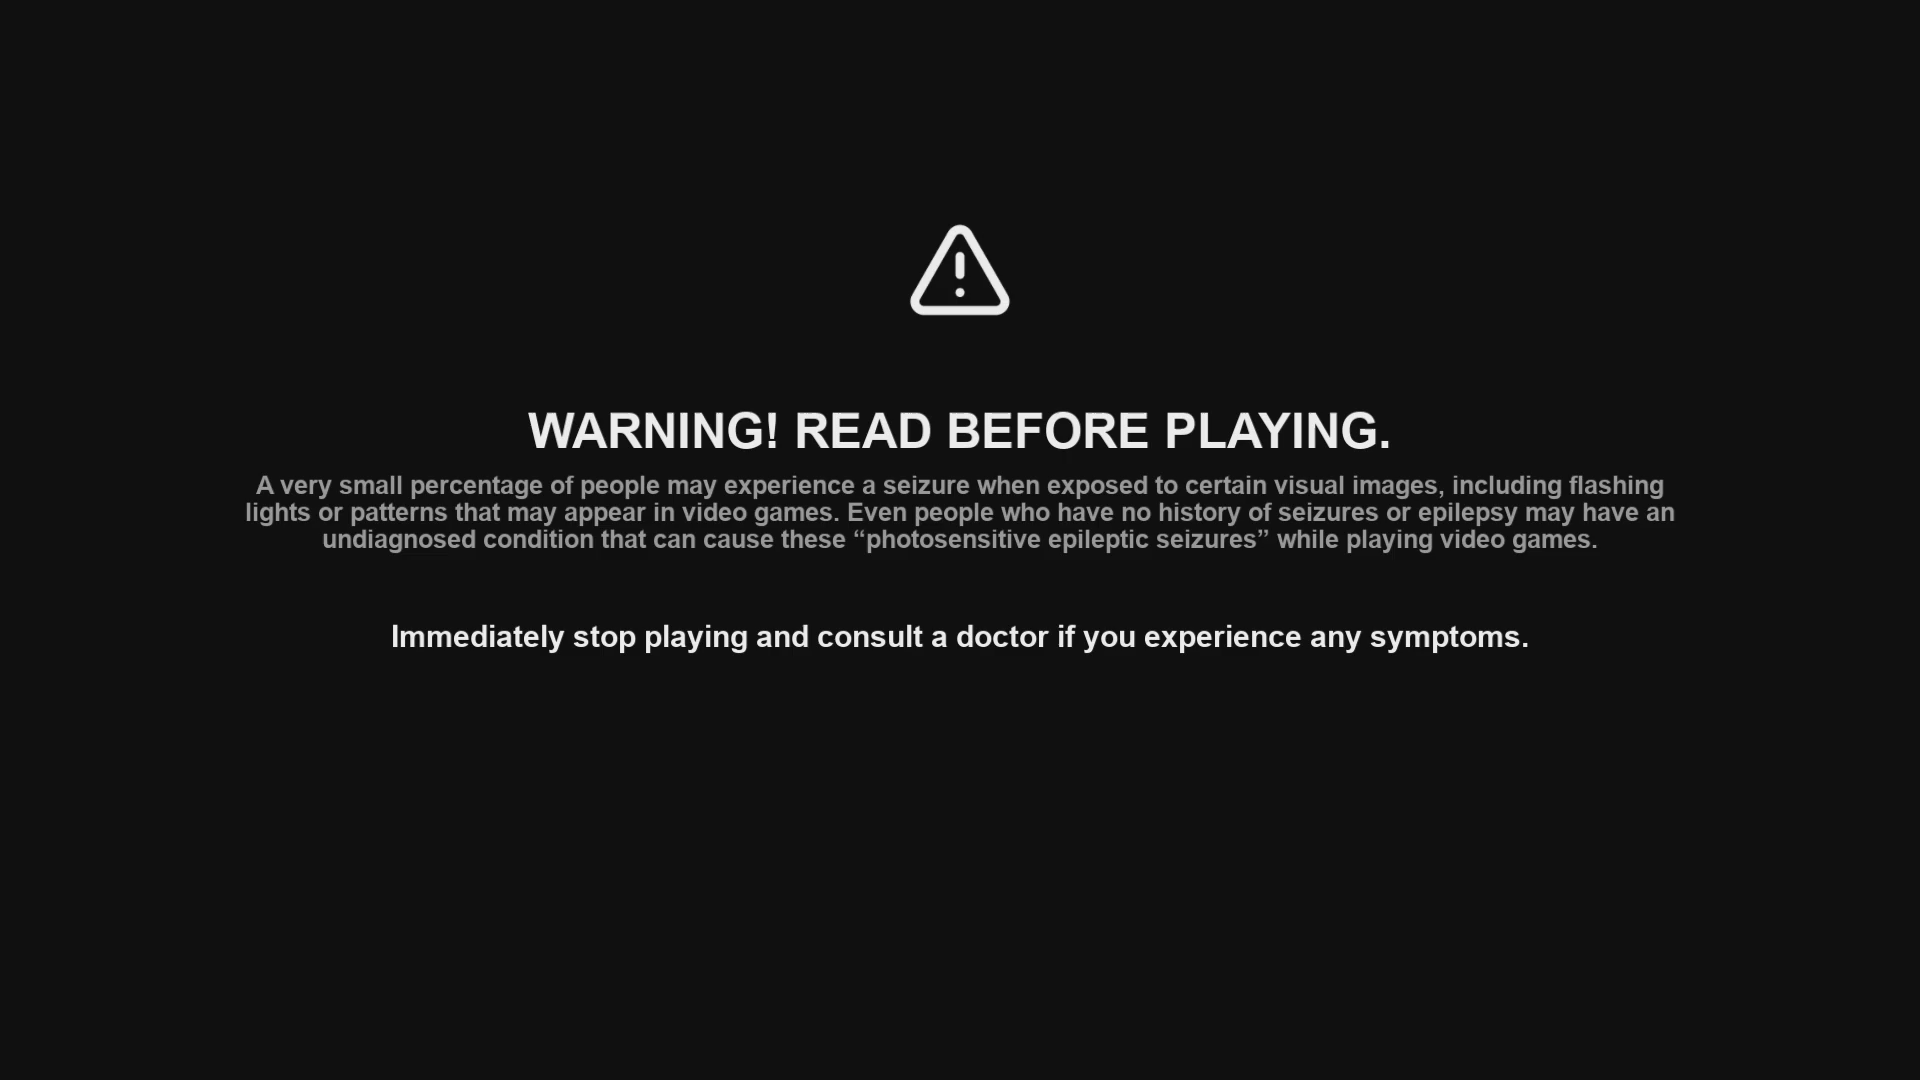 WARNING! READ BEFORE PLAYING.
A very small percentage of people may experience a seizure when exposed to certain visual images, including flashing
lights or patterns that may appear in video games. Even people who have no history of seizures or epilepsy may have an
undiagnosed condition that can cause these “photosensitive epileptic seizures” while playing video games.
Immediately stop playing and consult a doctor if you experience any symptoms.